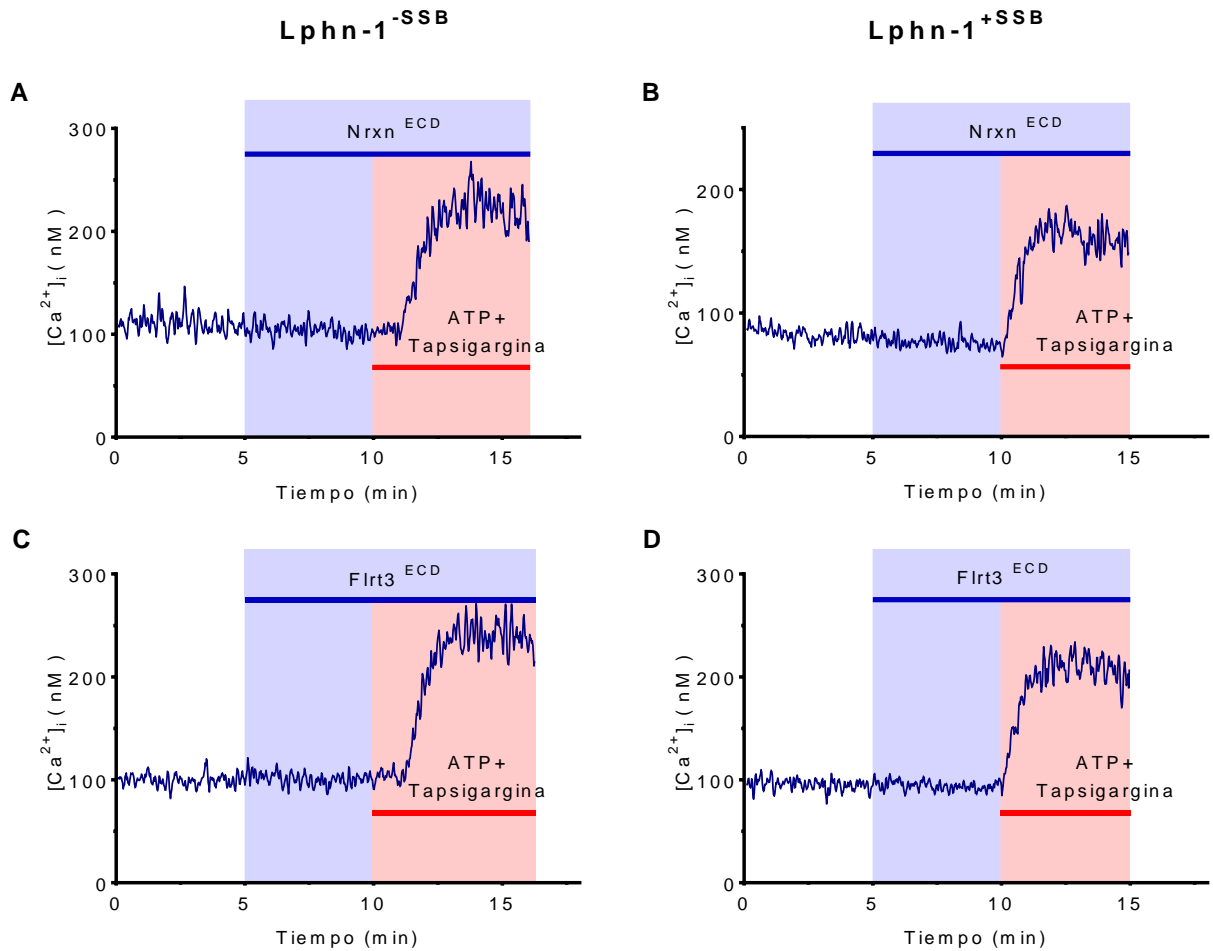 Lphn-1-SSB
Lphn-1+SSB
A
300
200
100
0
[Ca2+]i ( nM )
Nrxn ECD
ATP+
Tapsigargina
0 5 10 15
Tiempo (min)
B
200
100
0
[Ca2+]i ( nM )
Nrxn ECD
ATP+
Tapsigargina
0 5 10 15
Tiempo (min)
C
300
200
100
0
[Ca2+]i ( nM )
Flrt3 ECD
ATP+
Tapsigargina
0 5 10 15
Tiempo (min)
D
300
200
100
0
[Ca2+]i ( nM )
Flrt3 ECD
ATP+
Tapsigargina
0 5 10 15
Tiempo (min)